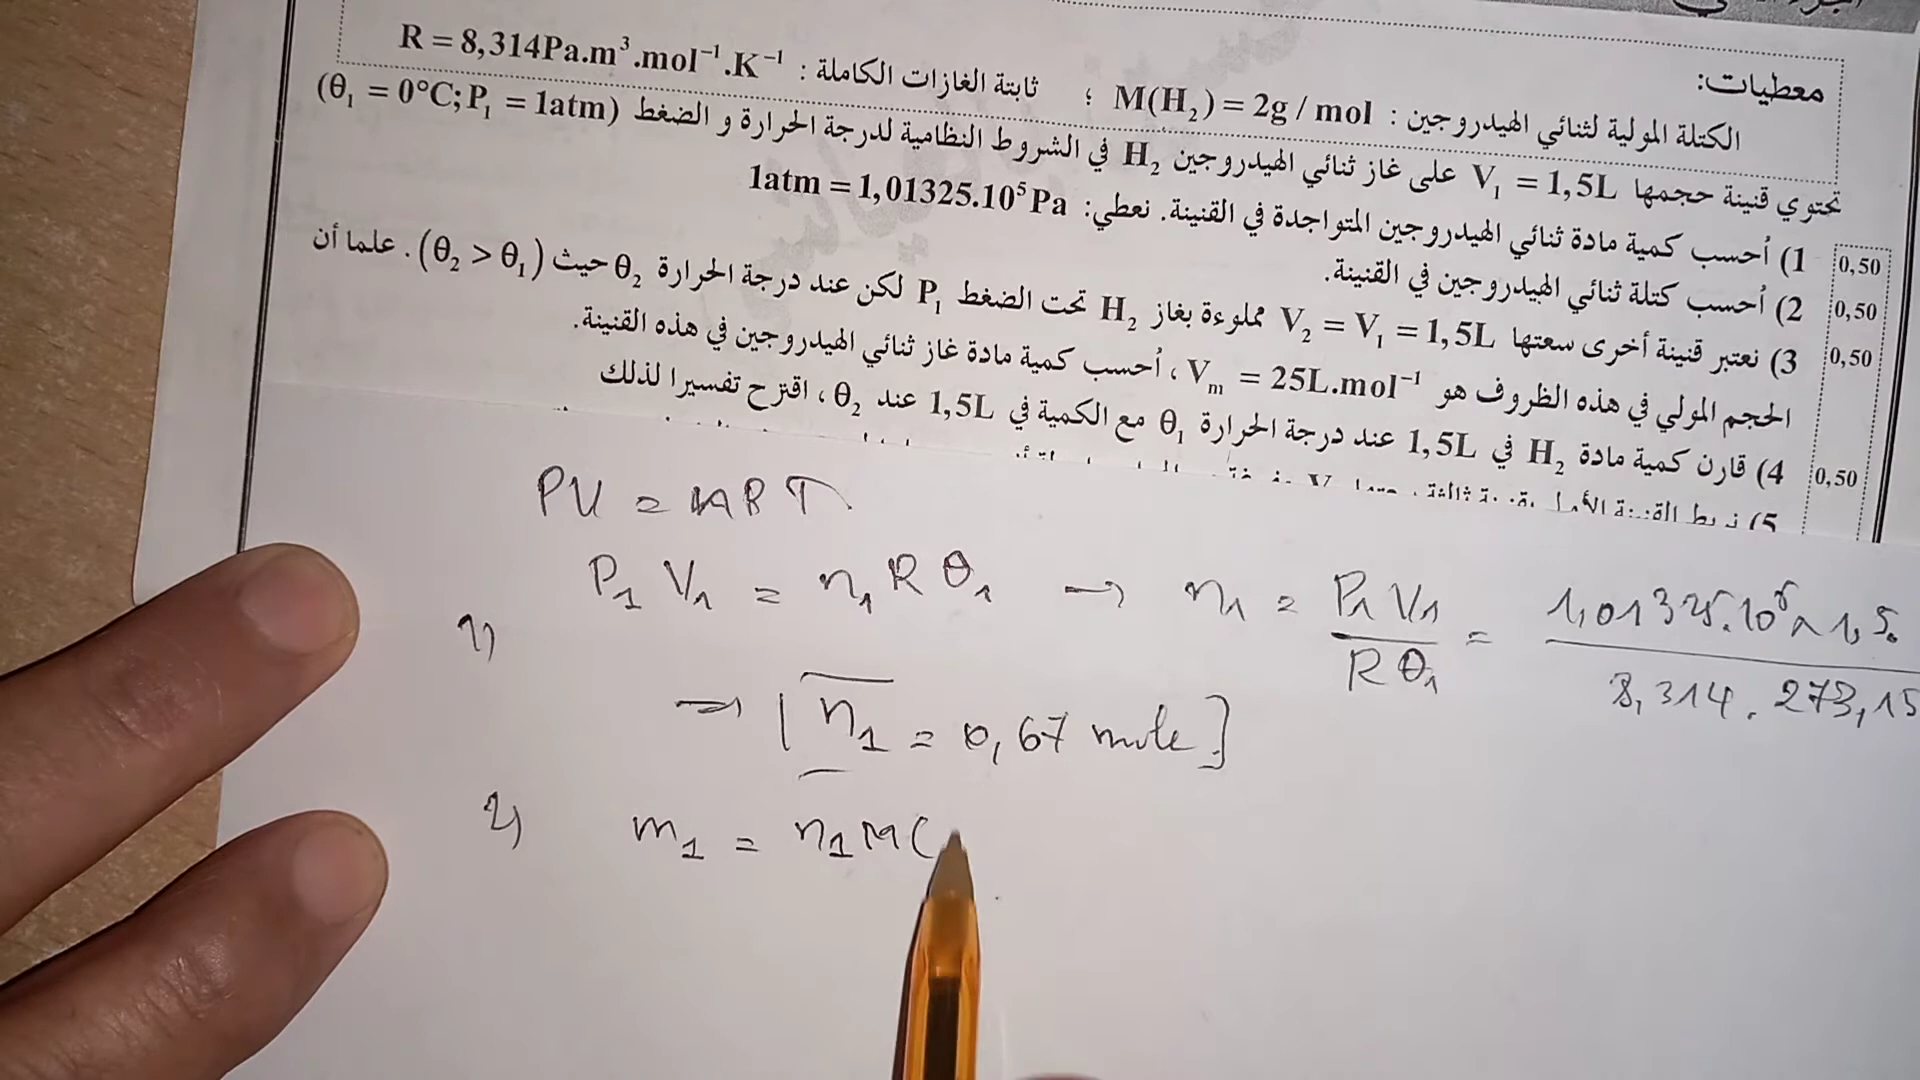 معطيات:
الكتلة المولية لثنائي الهيدروجين : M(H₂) = 2g / mol ؛ ثابتة الغازات الكاملة : R = 8,314Pa.m³.mol⁻¹.K⁻¹
تحتوي قنينة حجمها V₁ = 1,5L على غاز ثنائي الهيدروجين H₂ في الشروط النظامية لدرجة الحرارة و الضغط (θ₁ = 0°C; P₁ = 1atm)
0,50 1) أحسب كمية مادة ثنائي الهيدروجين المتواجدة في القنينة. نعطي: 1atm = 1,01325.10⁵ Pa
0,50 2) أحسب كتلة ثنائي الهيدروجين في القنينة.
0,50 3) نعتبر قنينة أخرى سعتها V₂ = V₁ = 1,5L مملوءة بغاز H₂ تحت الضغط P₁ لكن عند درجة الحرارة θ₂ حيث (θ₂ > θ₁) . علما أن
الحجم المولي في هذه الظروف هو Vm = 25L.mol⁻¹ ، أحسب كمية مادة غاز ثنائي الهيدروجين في هذه القنينة.
0,50 4) قارن كمية مادة H₂ في 1,5L عند درجة الحرارة θ₁ مع الكمية في 1,5L عند θ₂ ، اقترح تفسيرا لذلك
5)
PV = nRT
1) P₁ V₁ = n₁ R θ₁ → n₁ = P₁ V₁ / R θ₁ = 1,01325.10⁵ × 1,5. / 8,314 . 273,15
→ [n₁ = 0,67 mole]
2) m₁ = n₁ M(